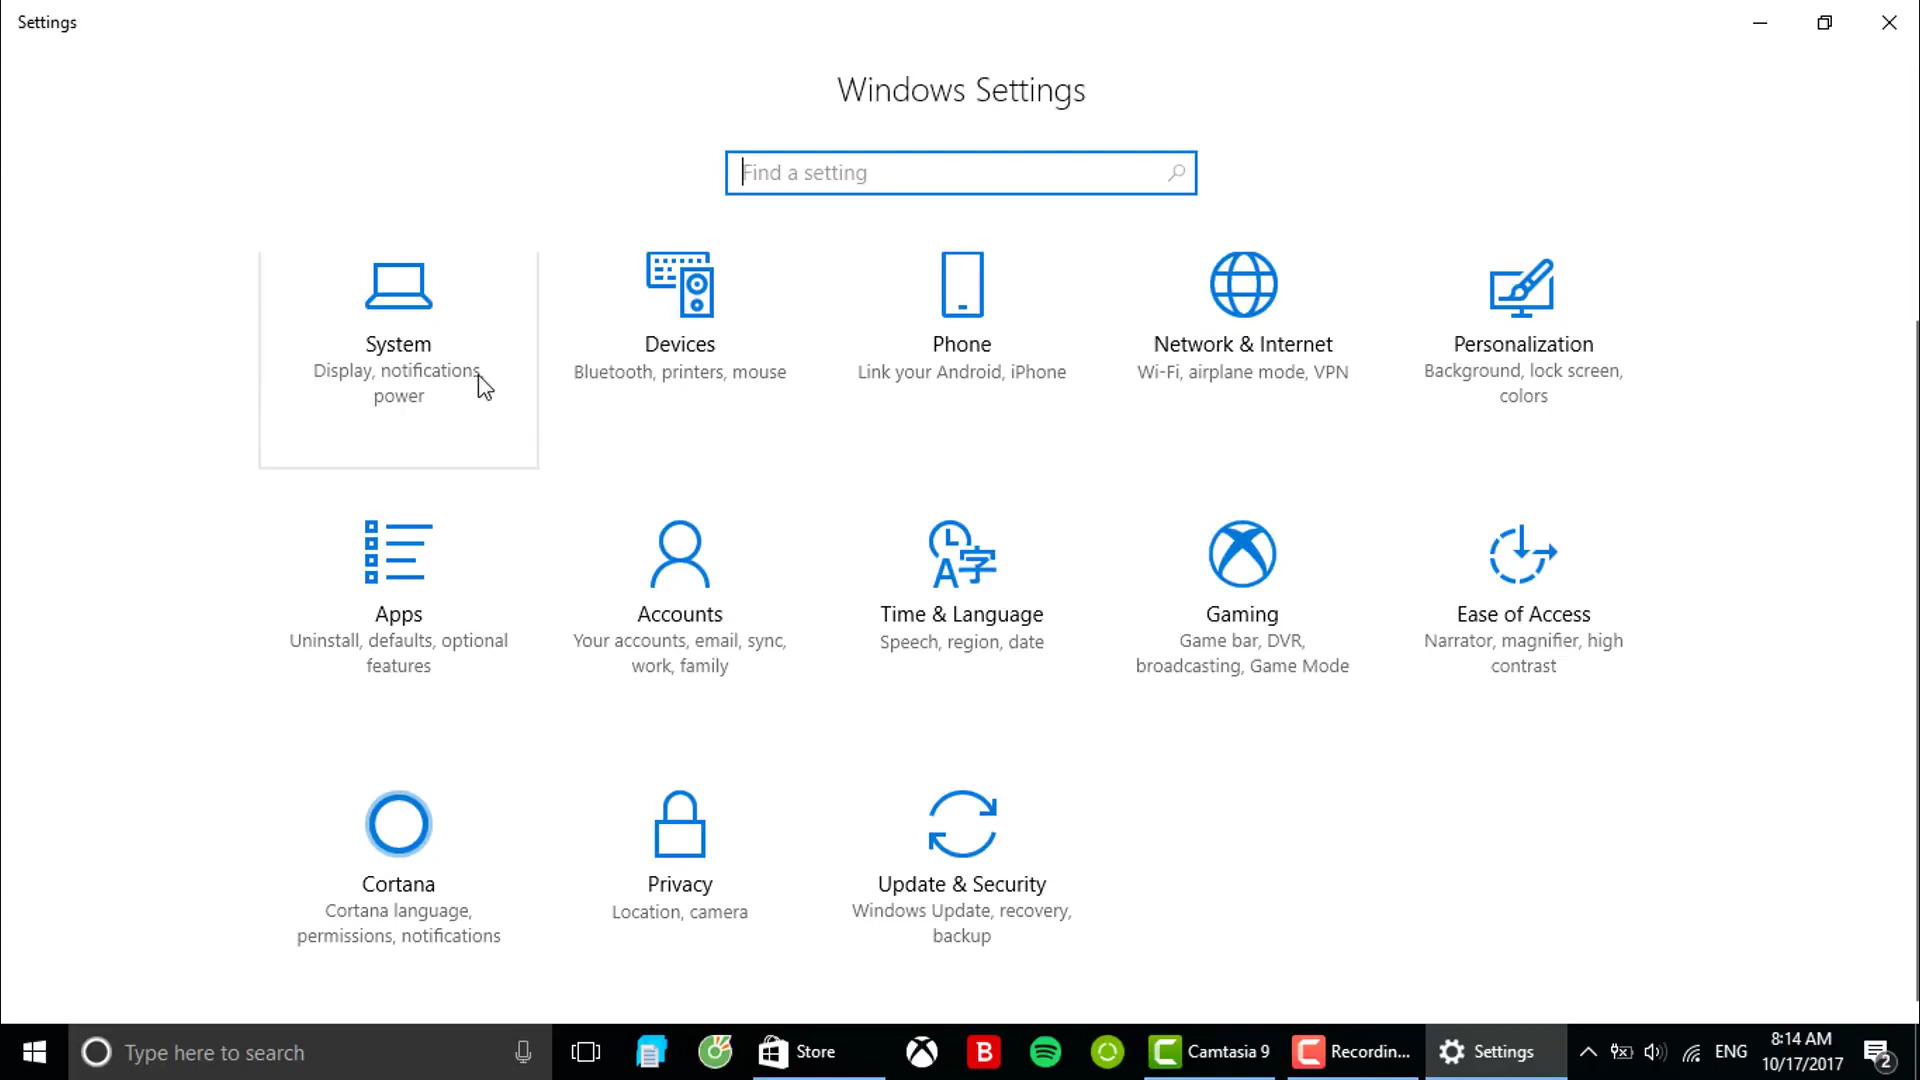 Settings
Windows Settings
Find a setting
System
Display, notifications,
power
Devices
Bluetooth, printers, mouse
Phone
Link your Android, iPhone
Network & Internet
Wi-Fi, airplane mode, VPN
Personalization
Background, lock screen,
colors
Apps
Uninstall, defaults, optional
features
Accounts
Your accounts, email, sync,
work, family
Time & Language
Speech, region, date
Gaming
Game bar, DVR,
broadcasting, Game Mode
Ease of Access
Narrator, magnifier, high
contrast
Cortana
Cortana language,
permissions, notifications
Privacy
Location, camera
Update & Security
Windows Update, recovery,
backup
Type here to search
Store
B
Camtasia 9
Recordin...
Settings
ENG
8:14 AM
10/17/2017
2